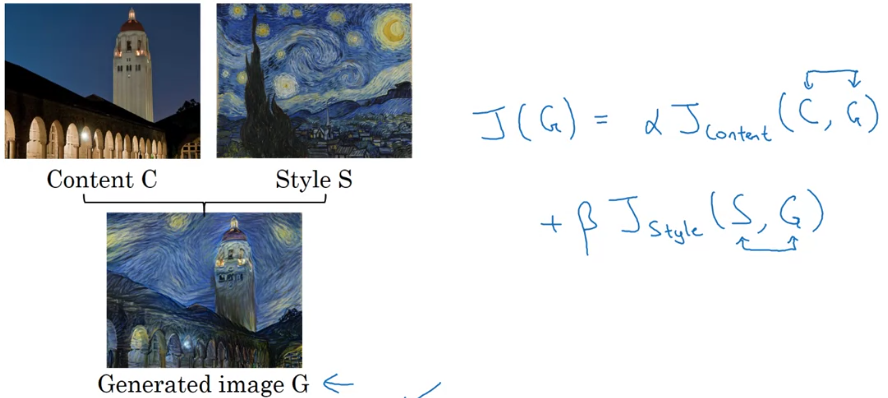 Content C
Style S
Generated image G ←
J(G) = α J_Content (C, G)
+ β J_Style (S, G)